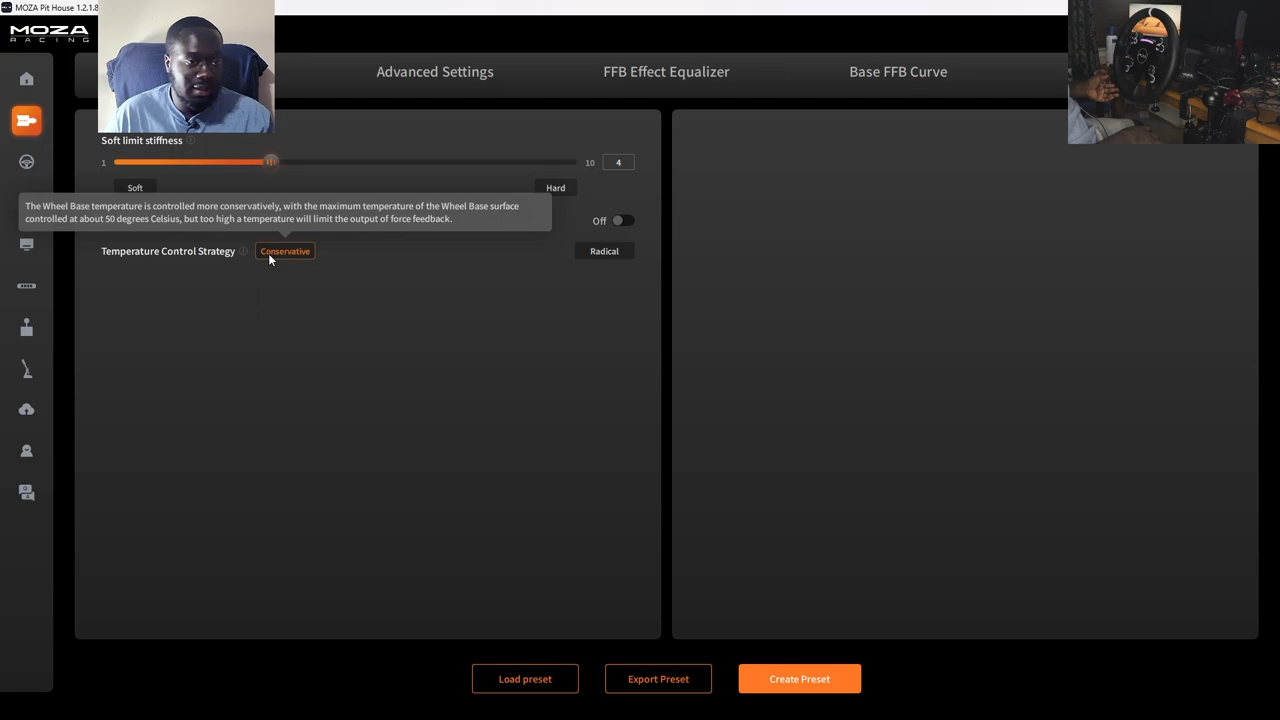 MOZA Pit House 1.2.1.8
MOZA
RACING
Advanced Settings
FFB Effect Equalizer
Base FFB Curve
Soft limit stiffness
1
10
4
Soft
Hard
The Wheel Base temperature is controlled more conservatively, with the maximum temperature of the Wheel Base surface
controlled at about 50 degrees Celsius, but too high a temperature will limit the output of force feedback.
Off
Temperature Control Strategy
Conservative
Radical
Load preset
Export Preset
Create Preset